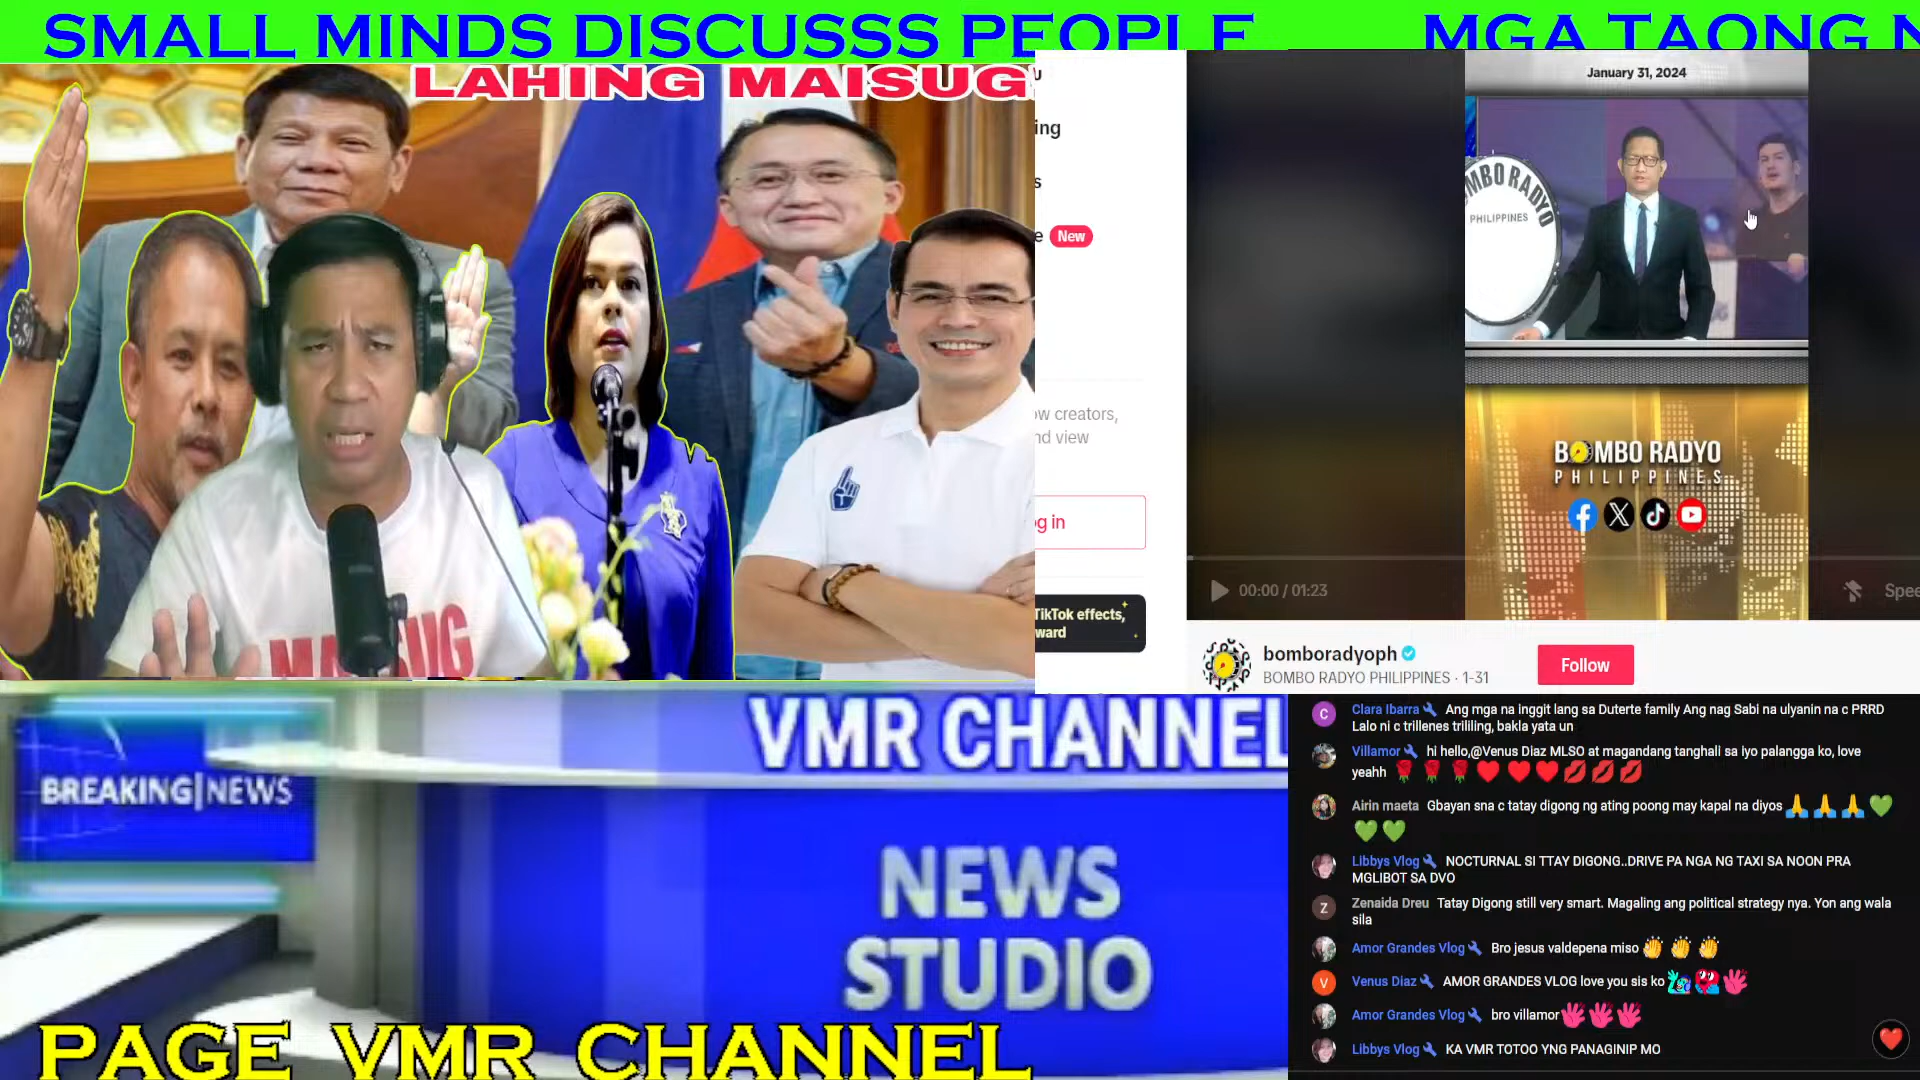 SMALL MINDS DISCUSSS PEOPLE
MGA TAONG N
LAHING MAISUG
ing
s
e New
ow creators,
nd view
og in
TikTok effects,
ward
January 31, 2024
MBO RADYO
PHILIPPINES
BOMBO RADYO
PHILIPPINES
00:00 / 01:23
Spee
bomboradyoph
BOMBO RADYO PHILIPPINES · 1-31
Follow
MAISUG
VMR CHANNEL
BREAKING|NEWS
NEWS
STUDIO
PAGE VMR CHANNEL
C Clara Ibarra Ang mga na inggit lang sa Duterte family Ang nag Sabi na ulyanin na c PRRD
Lalo ni c trillenes trilliling, bakla yata un
Villamor hi hello,@Venus Diaz MLSO at magandang tanghali sa iyo palangga ko, love
yeahh 🌹🌹🌹❤️❤️❤️💋💋💋
Airin maeta Gbayan sna c tatay digong ng ating poong may kapal na diyos 🙏🙏🙏💚
💚💚
Libbys Vlog NOCTURNAL SI TTAY DIGONG..DRIVE PA NGA NG TAXI SA NOON PRA
MGLIBOT SA DVO
Z Zenaida Dreu Tatay Digong still very smart. Magaling ang political strategy nya. Yon ang wala
sila
Amor Grandes Vlog Bro jesus valdepena miso 👏👏👏
V Venus Diaz AMOR GRANDES VLOG love you sis ko
Amor Grandes Vlog bro villamor
Libbys Vlog KA VMR TOTOO YNG PANAGINIP MO